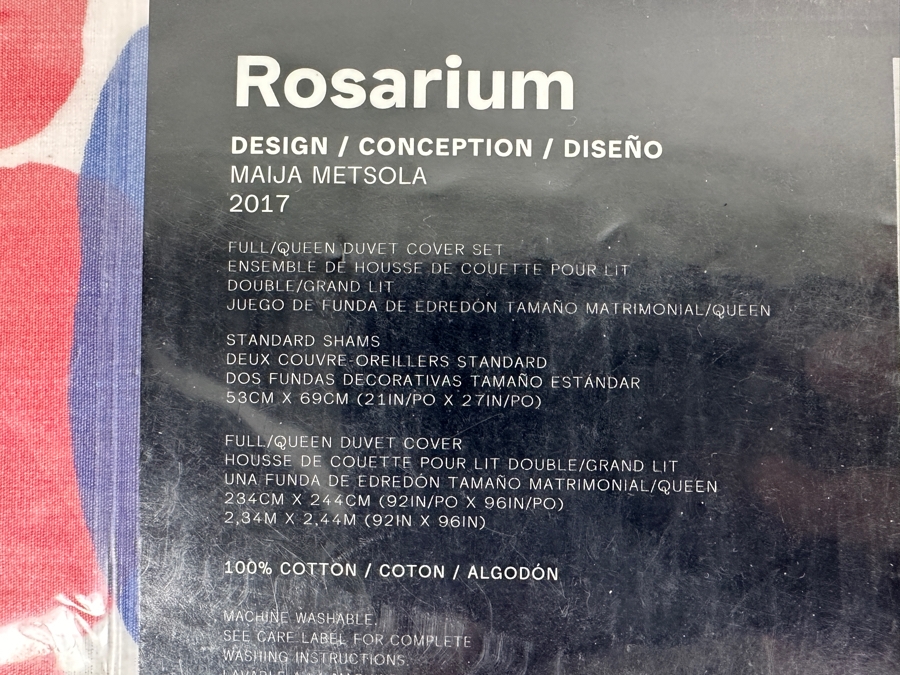 Rosarium
DESIGN / CONCEPTION / DISEÑO
MAIJA METSOLA
2017
FULL/QUEEN DUVET COVER SET
ENSEMBLE DE HOUSSE DE COUETTE POUR LIT
DOUBLE/GRAND LIT
JUEGO DE FUNDA DE EDREDÓN TAMAÑO MATRIMONIAL/QUEEN
STANDARD SHAMS
DEUX COUVRE-OREILLERS STANDARD
DOS FUNDAS DECORATIVAS TAMAÑO ESTÁNDAR
53CM X 69CM (21IN/PO X 27IN/PO)
FULL/QUEEN DUVET COVER
HOUSSE DE COUETTE POUR LIT DOUBLE/GRAND LIT
UNA FUNDA DE EDREDÓN TAMAÑO MATRIMONIAL/QUEEN
234CM X 244CM (92IN/PO X 96IN/PO)
2,34M X 2,44M (92IN X 96IN)
100% COTTON / COTON / ALGODÓN
MACHINE WASHABLE.
SEE CARE LABEL FOR COMPLETE
WASHING INSTRUCTIONS.